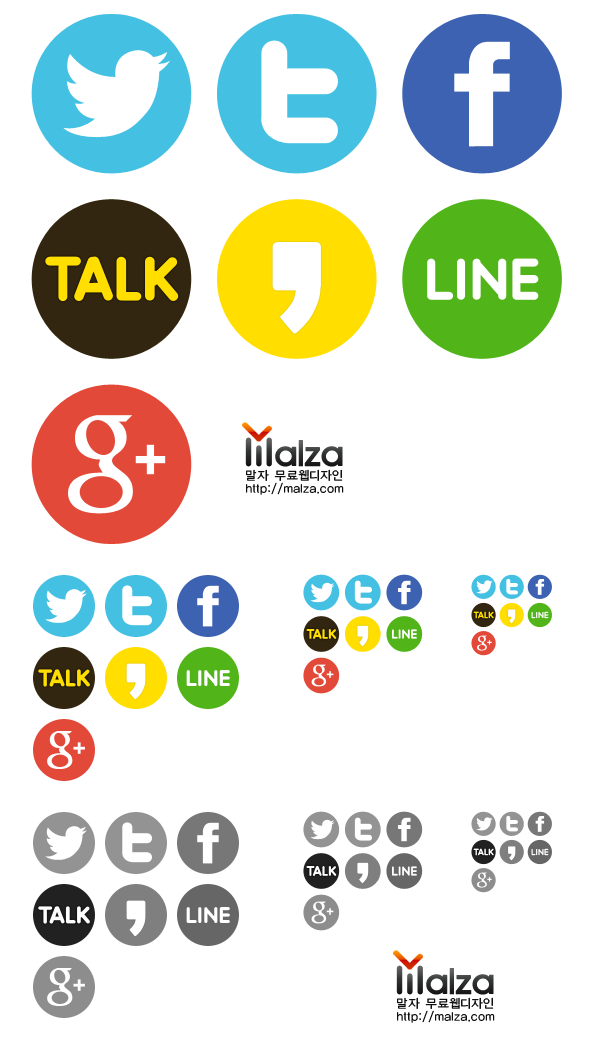 t f
TALK LINE
g+
Malza
말자 무료웹디자인
http://malza.com
t f t f t f
TALK LINE TALK LINE TALK LINE
g+ g+ g+
t f t f t f
TALK LINE TALK LINE TALK LINE
g+ g+ g+
Malza
말자 무료웹디자인
http://malza.com